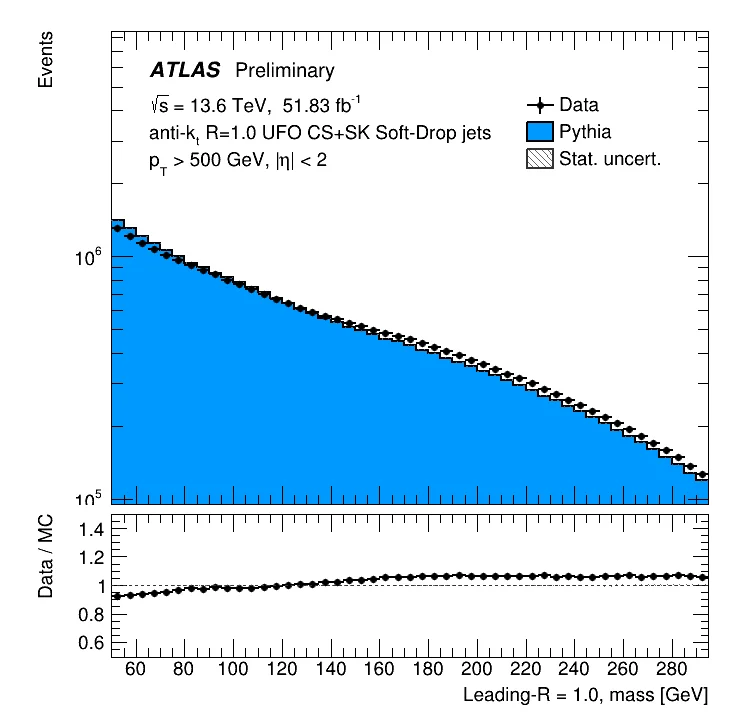 Events
ATLAS Preliminary
√s = 13.6 TeV, 51.83 fb⁻¹
anti-kₜ R=1.0 UFO CS+SK Soft-Drop jets
p_T > 500 GeV, |η| < 2
Data
Pythia
Stat. uncert.
10⁶
10⁵
Data / MC
1.4
1.2
1
0.8
0.6
60 80 100 120 140 160 180 200 220 240 260 280
Leading-R = 1.0, mass [GeV]